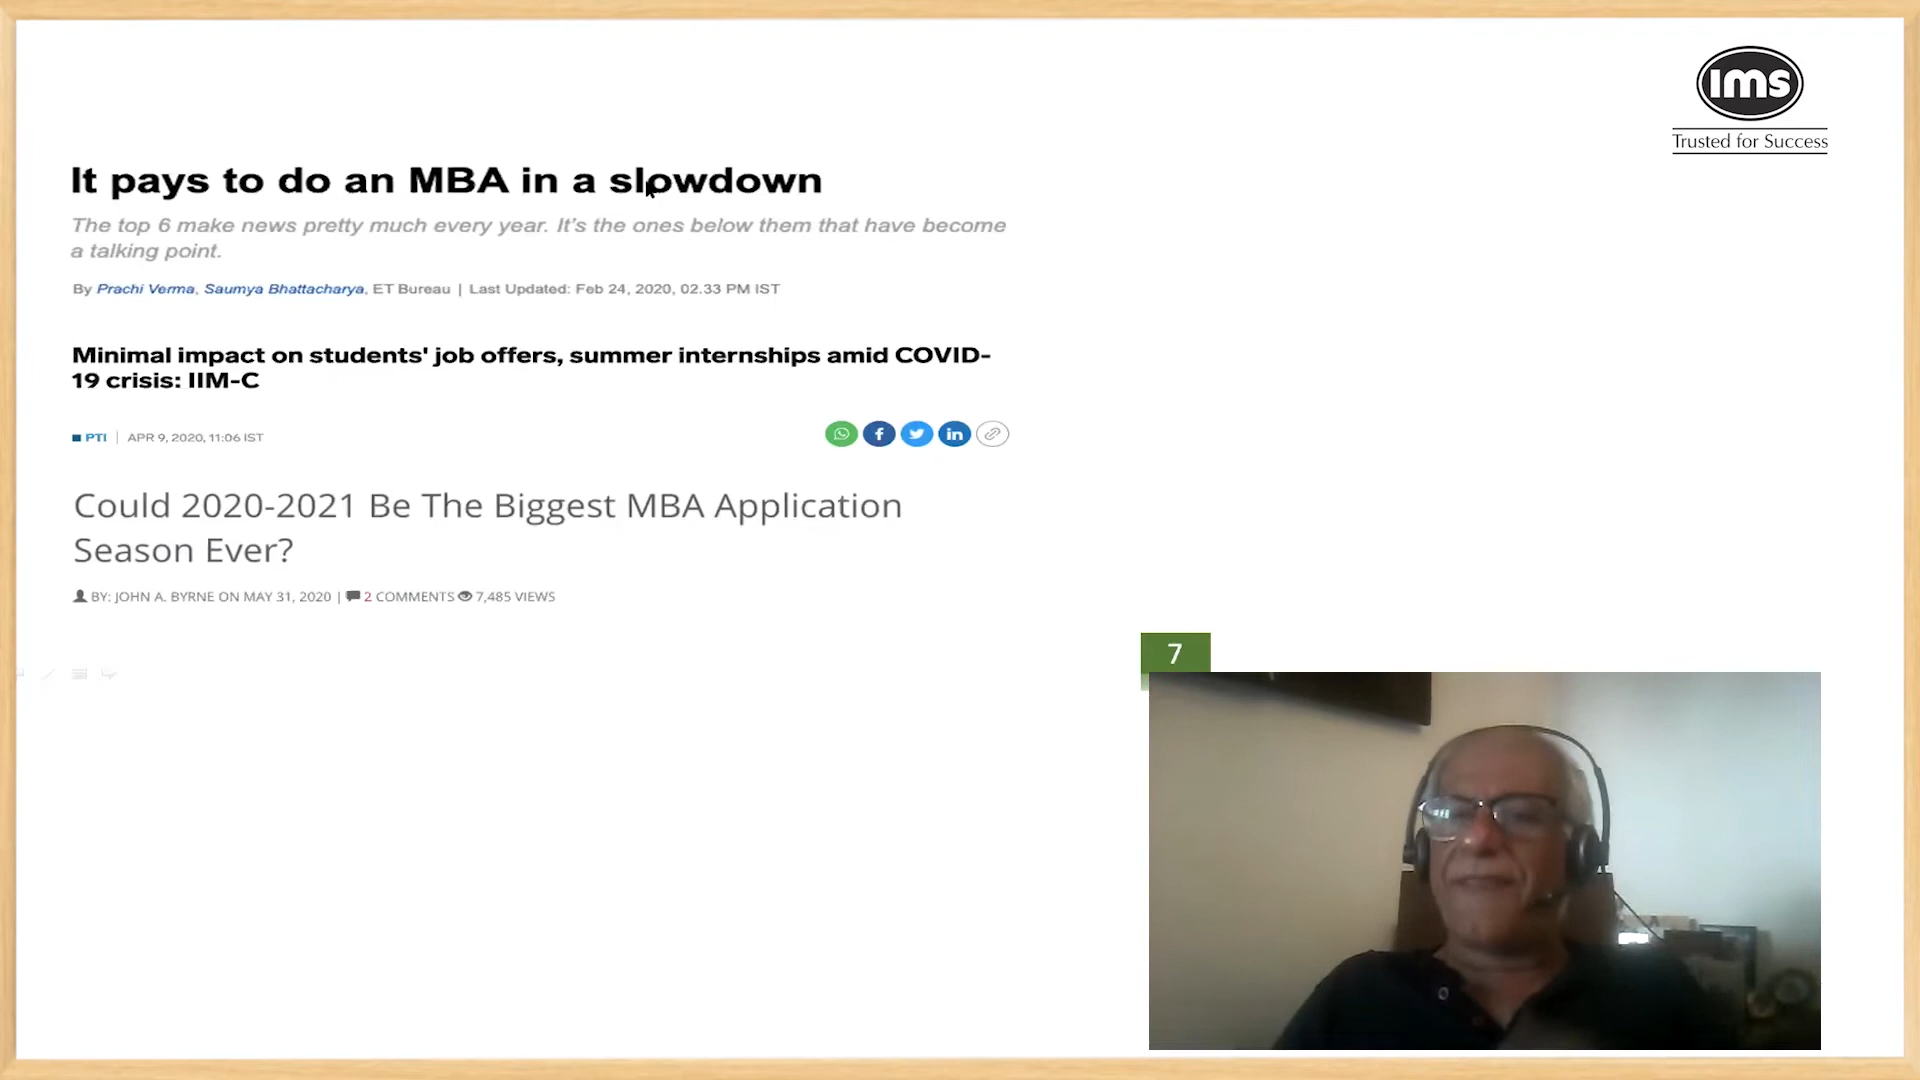 ims
Trusted for Success
It pays to do an MBA in a slowdown
The top 6 make news pretty much every year. It's the ones below them that have become
a talking point.
By Prachi Verma, Saumya Bhattacharya, ET Bureau | Last Updated: Feb 24, 2020, 02.33 PM IST
Minimal impact on students' job offers, summer internships amid COVID-
19 crisis: IIM-C
PTI | APR 9, 2020, 11:06 IST
Could 2020-2021 Be The Biggest MBA Application
Season Ever?
BY: JOHN A. BYRNE ON MAY 31, 2020 | 2 COMMENTS 7,485 VIEWS
7